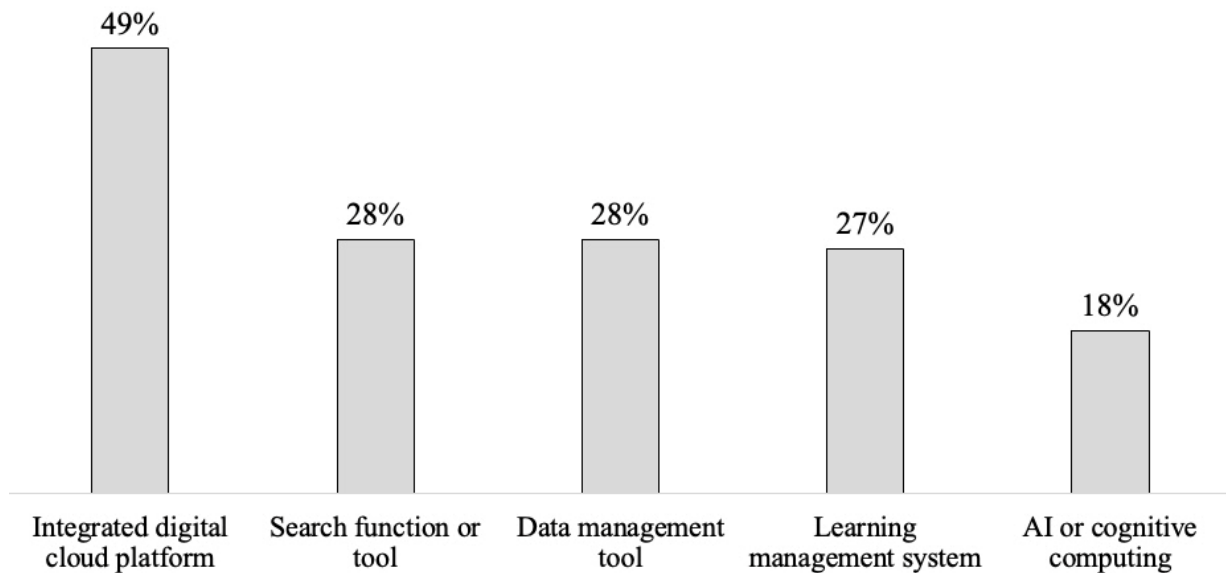 49%
28%
28%
27%
18%
Integrated digital
cloud platform
Search function or
tool
Data management
tool
Learning
management system
AI or cognitive
computing